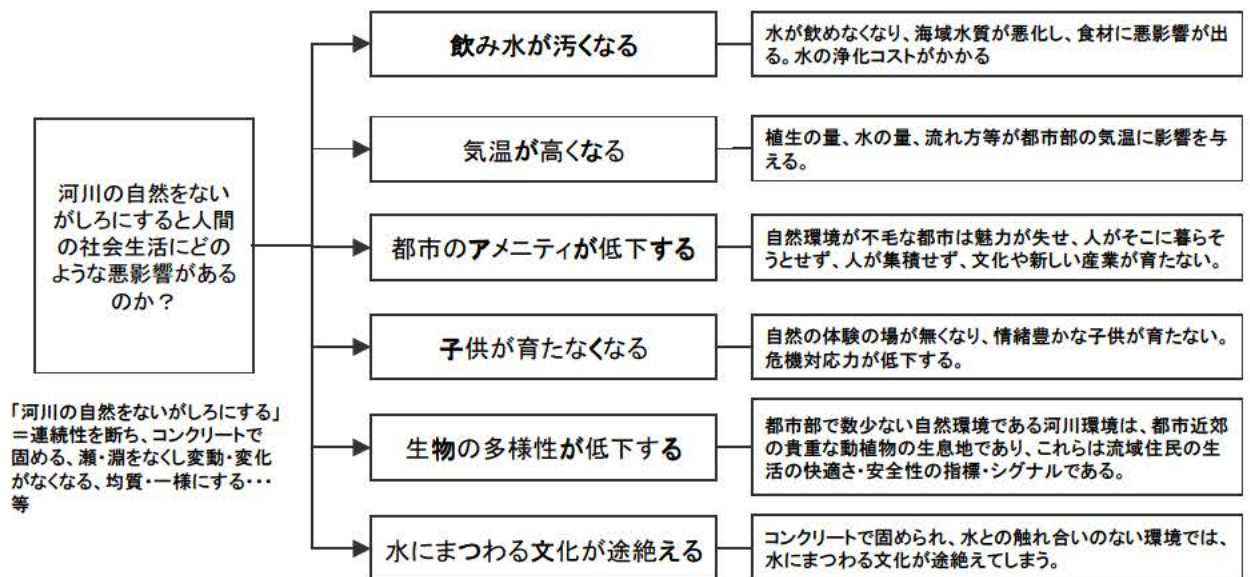 河川の自然をない
がしろにすると人間
の社会生活にどの
ような悪影響がある
のか？
「河川の自然をないがしろにする」
＝連続性を断ち、コンクリートで
固める、瀬・淵をなくし変動・変化
がなくなる、均質・一様にする・・・
等
飲み水が汚くなる
水が飲めなくなり、海域水質が悪化し、食材に悪影響が出
る。水の浄化コストがかかる
気温が高くなる
植生の量、水の量、流れ方等が都市部の気温に影響を与
える。
都市のアメニティが低下する
自然環境が不毛な都市は魅力が失せ、人がそこに暮らそ
うとせず、人が集積せず、文化や新しい産業が育たない。
子供が育たなくなる
自然の体験の場が無くなり、情緒豊かな子供が育たない。
危機対応力が低下する。
生物の多様性が低下する
都市部で数少ない自然環境である河川環境は、都市近郊
の貴重な動植物の生息地であり、これらは流域住民の生
活の快適さ・安全性の指標・シグナルである。
水にまつわる文化が途絶える
コンクリートで固められ、水との触れ合いのない環境では、
水にまつわる文化が途絶えてしまう。